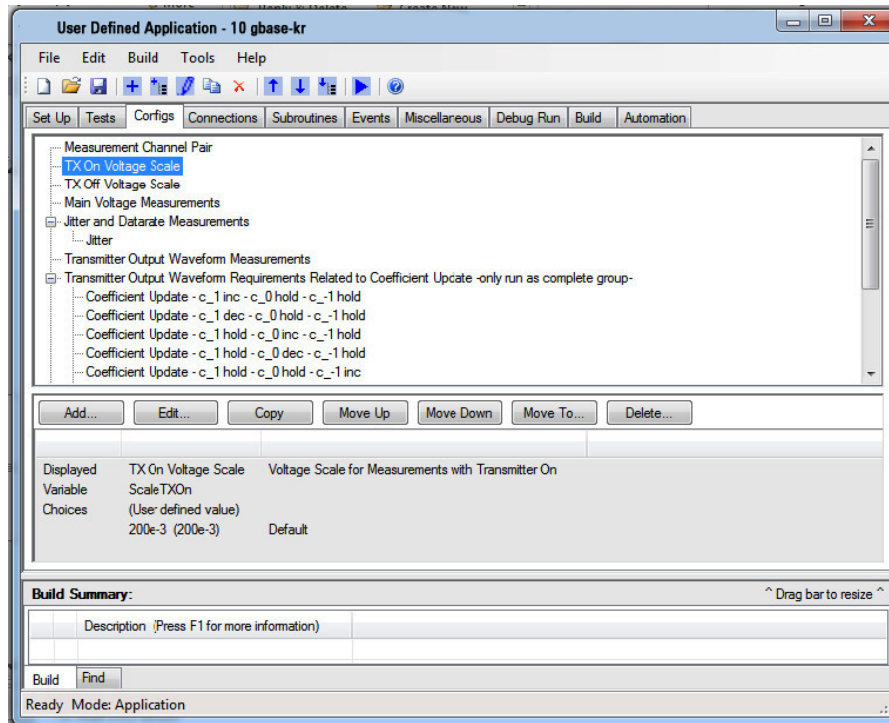 User Defined Application - 10 gbase-kr
File Edit Build Tools Help
Set Up Tests Configs Connections Subroutines Events Miscellareous Debug Run Build Automation
Measurement Channel Pair
TX On Voltage Scale
TX Off Voltage Scale
Main Voltage Measurements
Jitter and Datarate Measurements
Jitter
Transmitter Output Waveform Measurements
Transmitter Output Waveform Requirements Related to Coefficient Update -only run as complete group-
Coefficient Update - c_1 inc - c_0 hold - c_-1 hold
Coefficient Update - c_1 dec - c_0 hold - c_-1 hold
Coefficient Update - c_1 hold - c_0 inc - c_-1 hold
Coefficient Update - c_1 hold - c_0 dec - c_-1 hold
Coefficient Update - c_1 hold - c_0 hold - c_-1 inc
Add... Edit... Copy Move Up Move Down Move To... Delete...
Displayed TX On Voltage Scale Voltage Scale for Measurements with Transmitter On
Variable ScaleTXOn
Choices (User defined value)
200e-3 (200e-3) Default
Build Summary: ^ Drag bar to resize ^
Description (Press F1 for more information)
Build Find
Ready Mode: Application